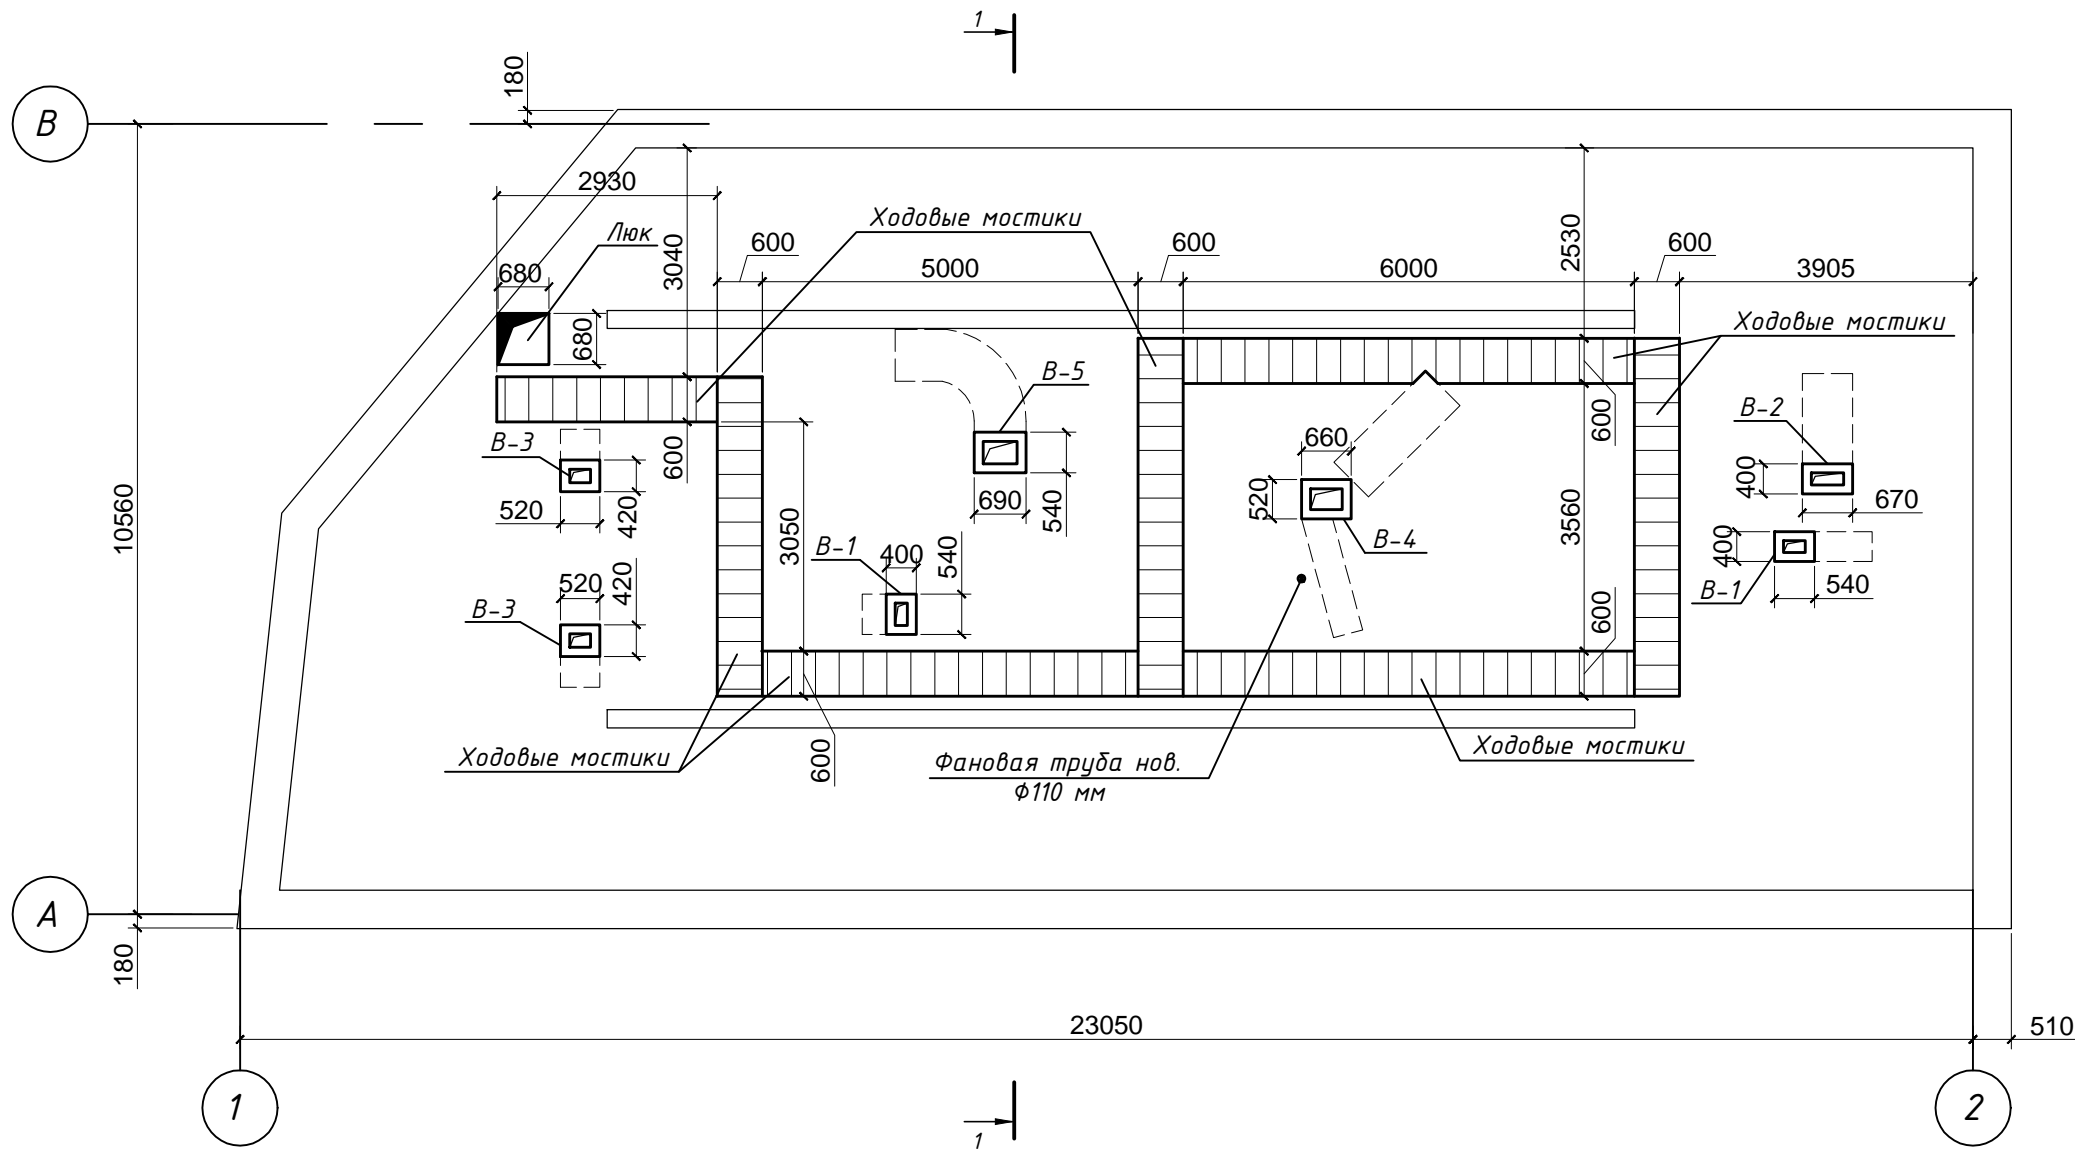 1
180
В
2930
Ходовые мостики
Люк
600
600
2530
600
3040
5000
6000
3905
680
680
Ходовые мостики
В-5
В-2
В-3
600
660
600
400
520
420
690
540
520
670
10560
3050
3560
В-1
400
540
В-4
400
520
420
540
В-1
В-3
600
Ходовые мостики
600
Фановая труба нов.
Ф110 мм
Ходовые мостики
А
180
23050
510
1
2
1